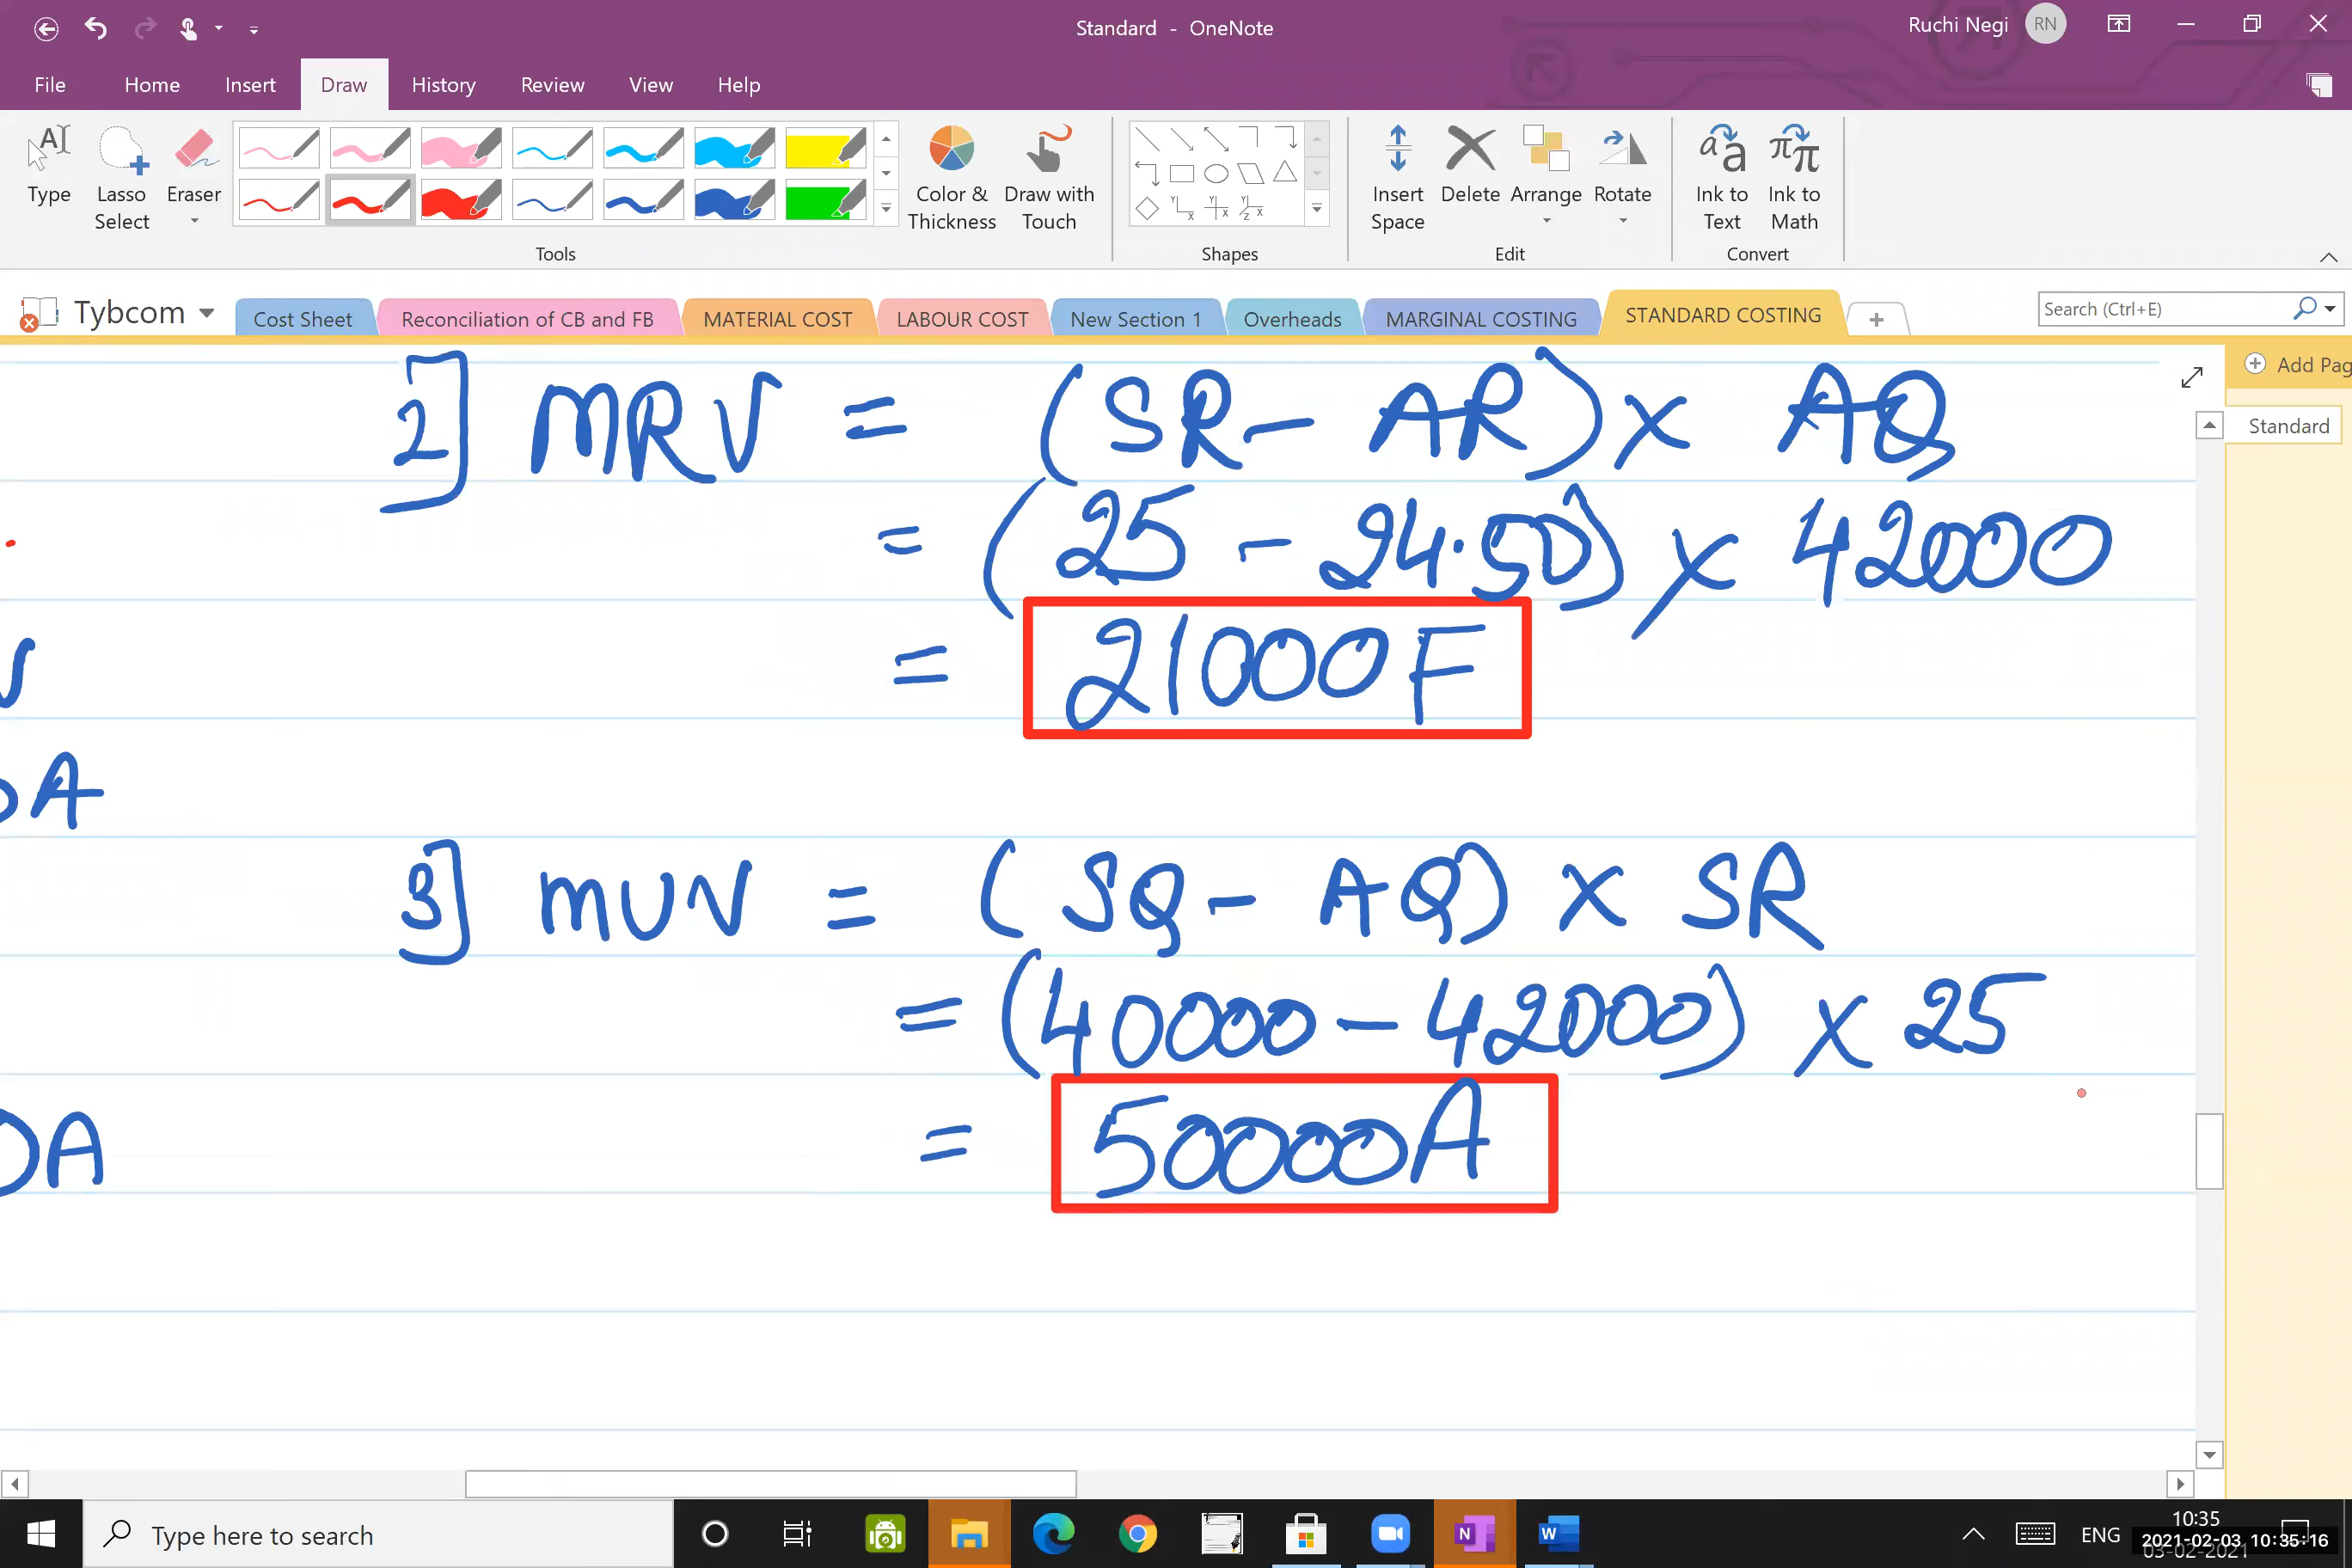 Standard - OneNote
Ruchi Negi RN
File Home Insert Draw History Review View Help
Type
Lasso Select
Eraser
Color & Thickness
Draw with Touch
Insert Space
Delete
Arrange
Rotate
Ink to Text
Ink to Math
Tools Shapes Edit Convert
Tybcom Cost Sheet Reconciliation of CB and FB MATERIAL COST LABOUR COST New Section 1 Overheads MARGINAL COSTING STANDARD COSTING + Search (Ctrl+E)
Add Pag
Standard
2] MRV = (SR - AR) x AQ
= (25 - 24.50) x 42000
= 21000 F
A
3] MUV = (SQ - AQ) x SR
= (40000 - 42000) x 25
= 50000 A
A
Type here to search
ENG
10:35
03-02-2021
2021-02-03 10:35:16